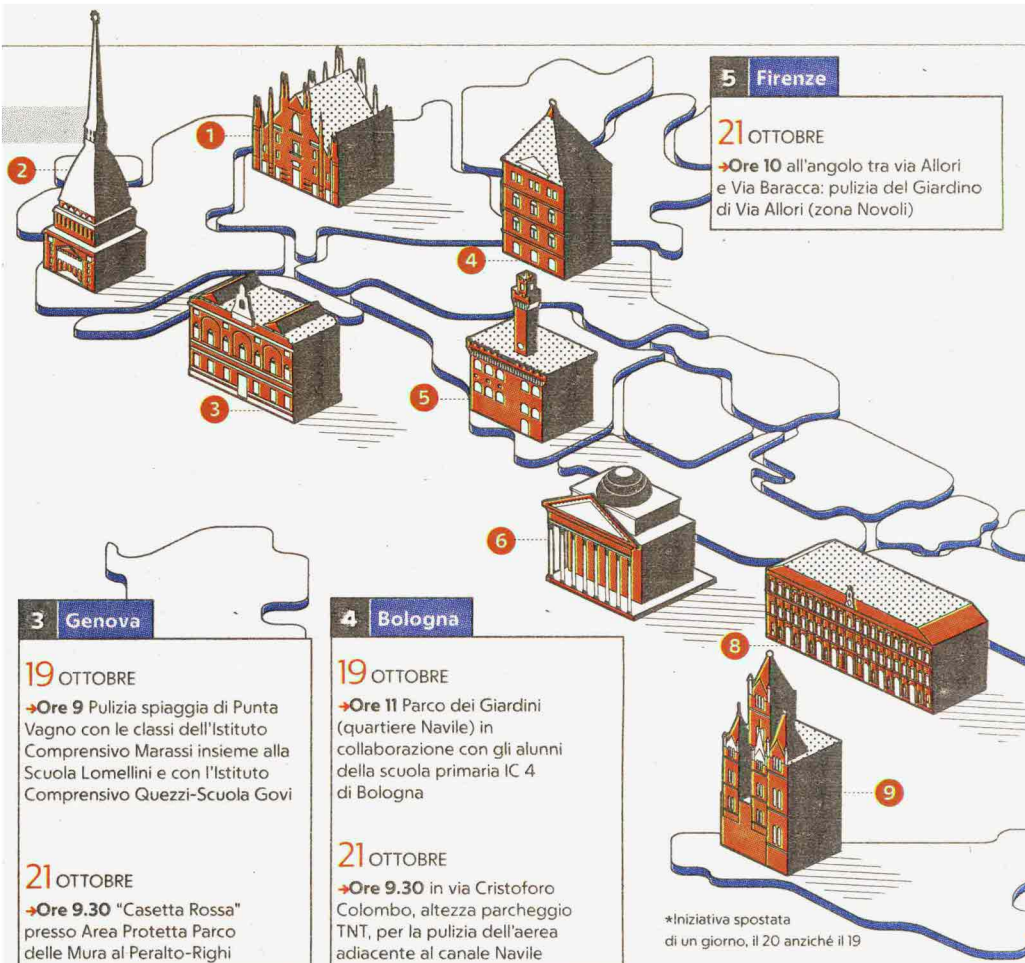 5 Firenze
21 OTTOBRE
→Ore 10 all'angolo tra via Allori
e Via Baracca: pulizia del Giardino
di Via Allori (zona Novoli)
1
2
4
3
5
6
8
9
3 Genova
19 OTTOBRE
→Ore 9 Pulizia spiaggia di Punta
Vagno con le classi dell'Istituto
Comprensivo Marassi insieme alla
Scuola Lomellini e con l'Istituto
Comprensivo Quezzi-Scuola Govi
21 OTTOBRE
→Ore 9.30 "Casetta Rossa"
presso Area Protetta Parco
delle Mura al Peralto-Righi
4 Bologna
19 OTTOBRE
→Ore 11 Parco dei Giardini
(quartiere Navile) in
collaborazione con gli alunni
della scuola primaria IC 4
di Bologna
21 OTTOBRE
→Ore 9.30 in via Cristoforo
Colombo, altezza parcheggio
TNT, per la pulizia dell'aerea
adiacente al canale Navile
*Iniziativa spostata
di un giorno, il 20 anziché il 19